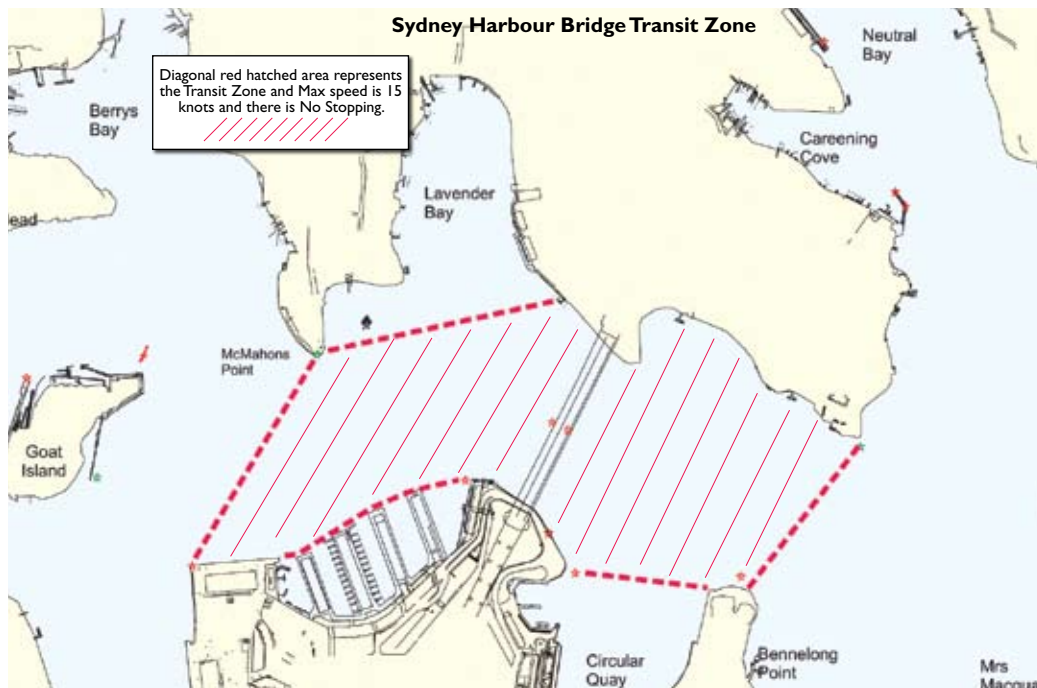 Sydney Harbour Bridge Transit Zone
Diagonal red hatched area represents
the Transit Zone and Max speed is 15
knots and there is No Stopping.
Neutral
Bay
Berrys
Bay
Careening
Cove
Lavender
Bay
ead
McMahons
Point
Goat
Island
Circular
Quay
Bennelong
Point
Mrs
Macqua